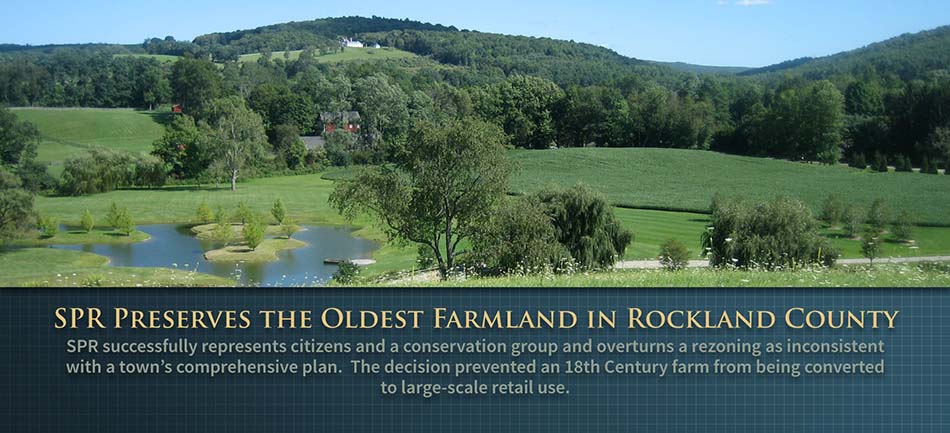 SPR Preserves the Oldest Farmland in Rockland County
SPR successfully represents citizens and a conservation group and overturns a rezoning as inconsistent
with a town’s comprehensive plan.  The decision prevented an 18th Century farm from being converted
to large-scale retail use.